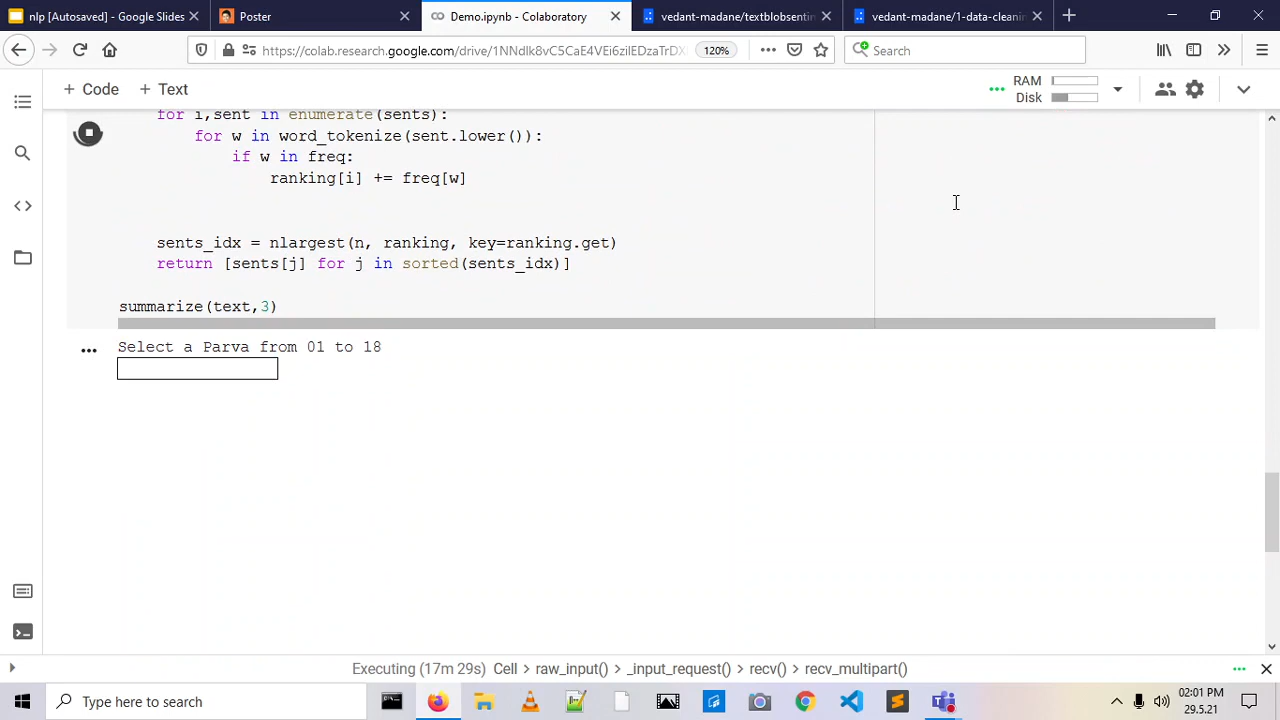 nlp [Autosaved] - Google Slides
Poster
Demo.ipynb - Colaboratory
vedant-madane/textblobsentin
vedant-madane/1-data-cleanin
https://colab.research.google.com/drive/1NNdlk8vC5CaE4VEi6zilEDzaTrDX
120%
Search
+ Code
+ Text
RAM
Disk
for i,sent in enumerate(sents):
for w in word_tokenize(sent.lower()):
if w in freq:
ranking[i] += freq[w]
sents_idx = nlargest(n, ranking, key=ranking.get)
return [sents[j] for j in sorted(sents_idx)]
summarize(text,3)
Select a Parva from 01 to 18
Executing (17m 29s) Cell > raw_input() > _input_request() > recv() > recv_multipart()
Type here to search
02:01 PM
29.5.21